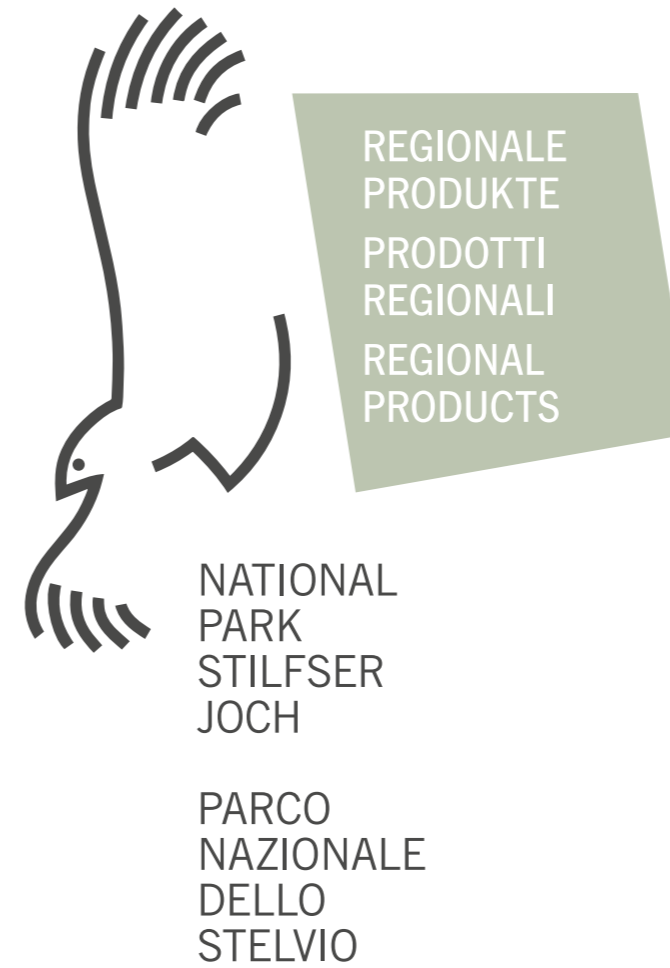 REGIONALE
PRODUKTE
PRODOTTI
REGIONALI
REGIONAL
PRODUCTS
NATIONAL
PARK
STILFSER
JOCH
PARCO
NAZIONALE
DELLO
STELVIO